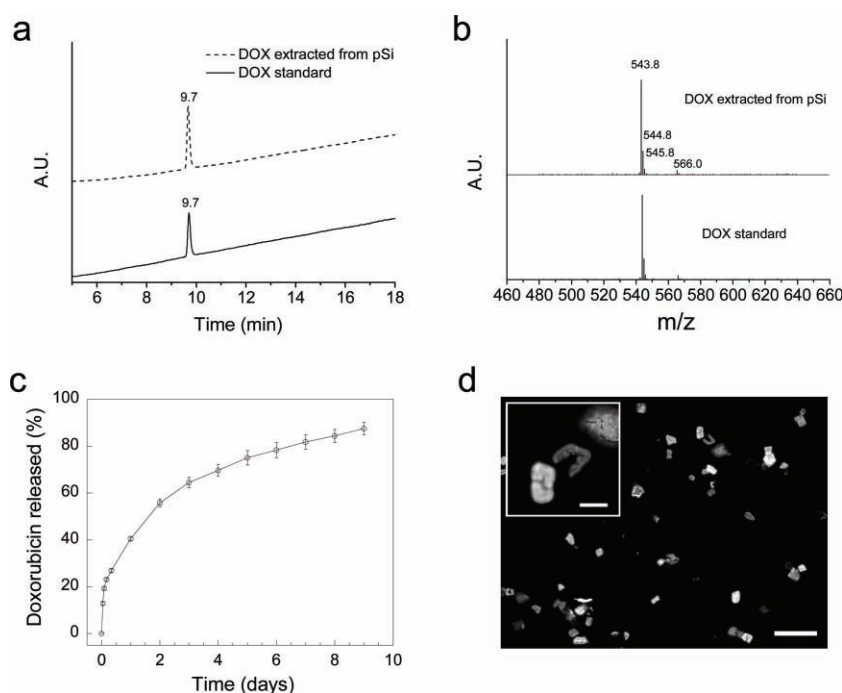 a
DOX extracted from pSi
DOX standard
9.7
9.7
A.U.
6 8 10 12 14 16 18
Time (min)
b
543.8
DOX extracted from pSi
544.8
545.8
566.0
A.U.
DOX standard
460 480 500 520 540 560 580 600 620 640 660
m/z
c
100
80
60
40
20
0
Doxorubicin released (%)
0 2 4 6 8 10
Time (days)
d